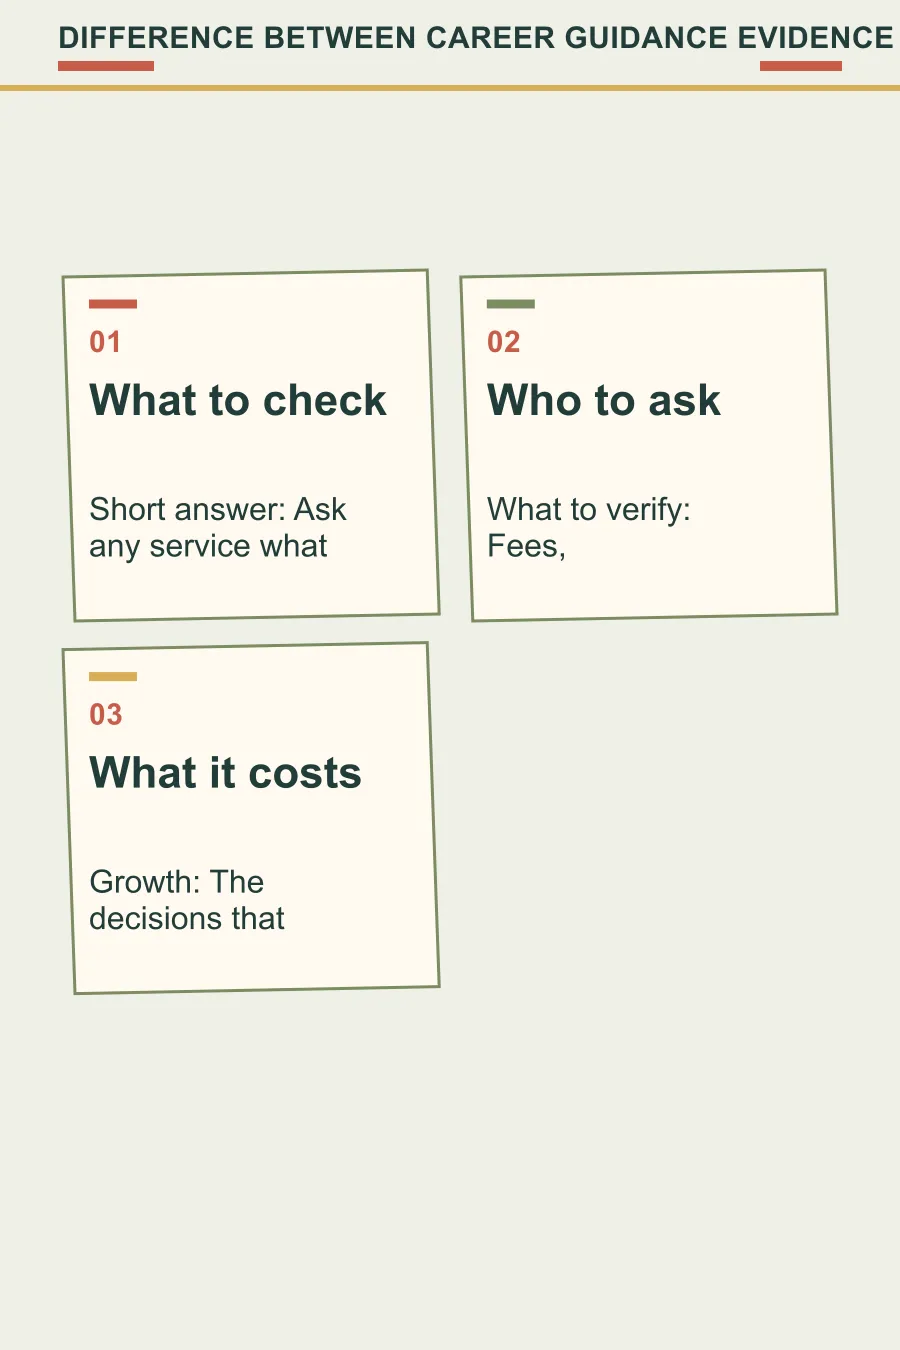 DIFFERENCE BETWEEN CAREER GUIDANCE EVIDENCE
01
What to check
Short answer: Ask
any service what
02
Who to ask
What to verify:
Fees,
03
What it costs
Growth: The
decisions that